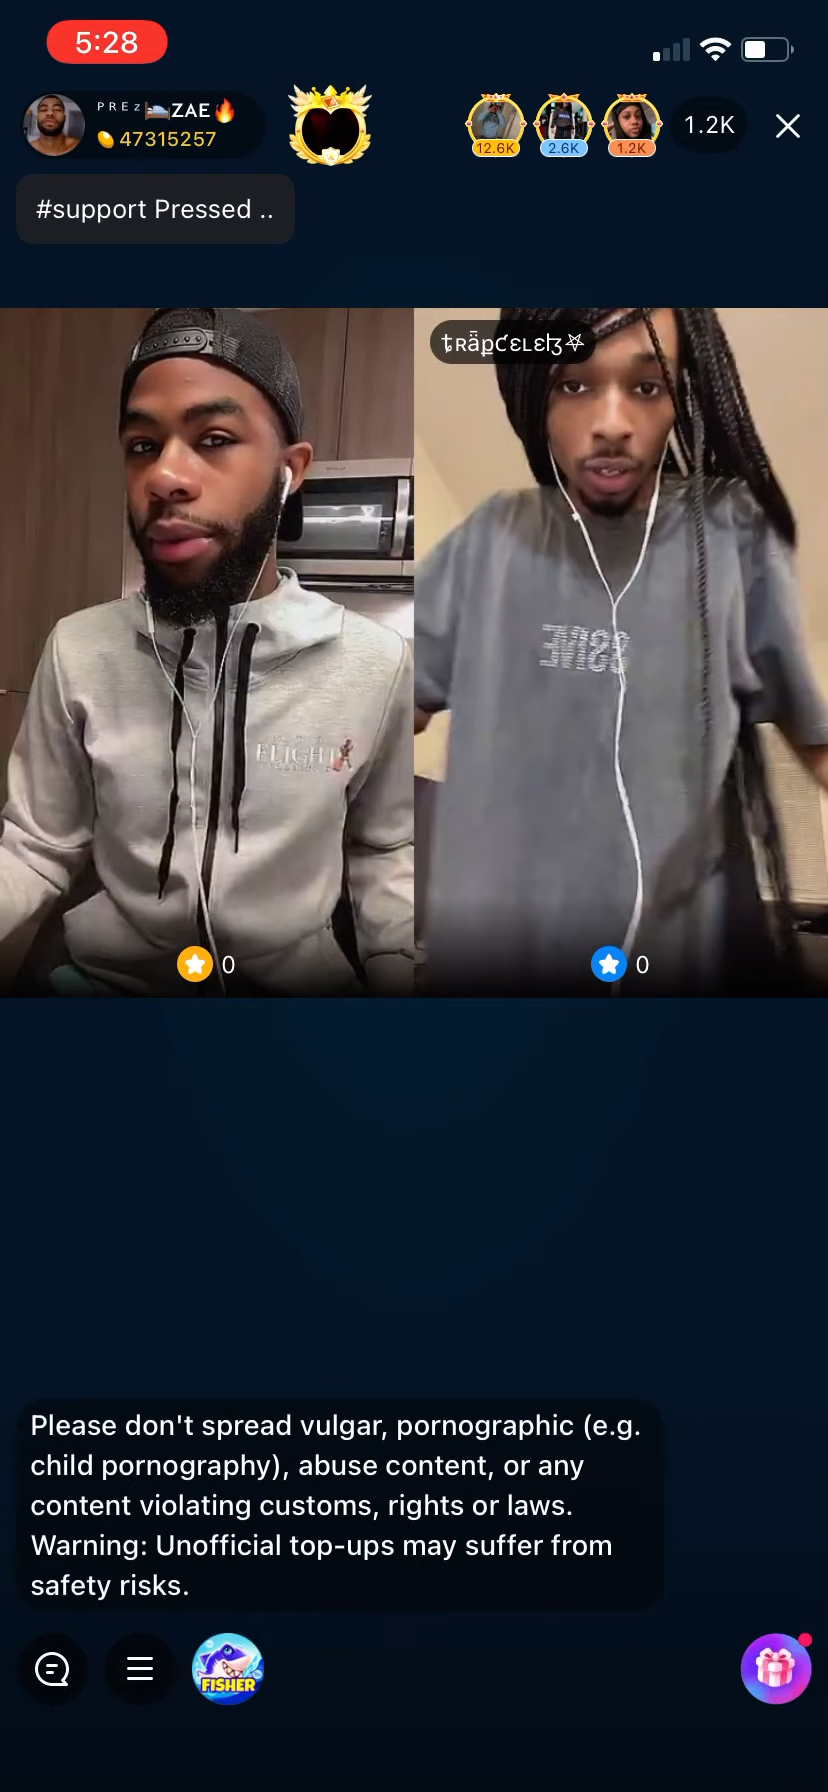 5:28
ᴾᴿᴱᶻ🛌ZAE🔥
47315257
12.6K
2.6K
1.2K
1.2K
#support Pressed ..
ELIGHT
0
0
Please don't spread vulgar, pornographic (e.g.
child pornography), abuse content, or any
content violating customs, rights or laws.
Warning: Unofficial top-ups may suffer from
safety risks.
FISHER